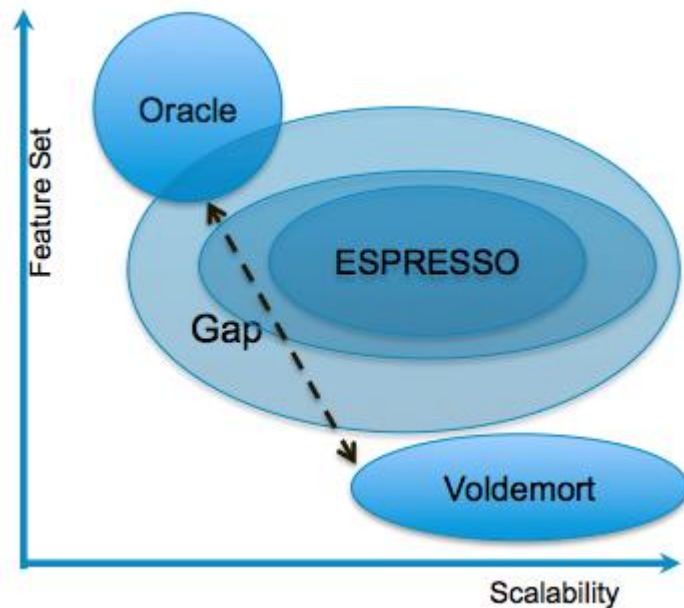 Oracle
Feature Set
ESPRESSO
Gap
Voldemort
Scalability